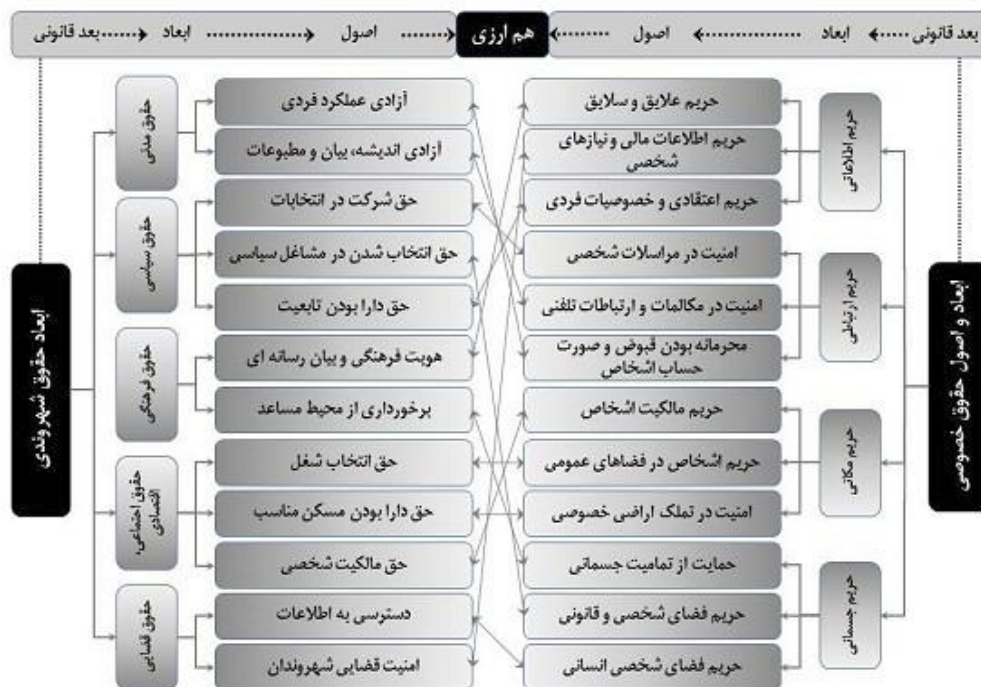 بعد قانونی
ابعاد
اصول
هم ارزی
اصول
ابعاد
بعد قانونی
ابعاد و اصول حقوق خصوصی
حریم اطلاعاتی
حریم علایق و سلایق
حریم اطلاعات مالی و نیازهای
شخصی
حریم اعتقادی و خصوصیات فردی
حریم ارتباطی
امنیت در مراسلات شخصی
امنیت در مکالمات و ارتباطات تلفنی
محرمانه بودن قبوض و صورت
حساب اشخاص
حریم مکانی
حریم مالکیت اشخاص
حریم اشخاص در فضاهای عمومی
امنیت در تملک اراضی خصوصی
حریم جسمانی
حمایت از تمامیت جسمانی
حریم فضای شخصی و قانونی
حریم فضای شخصی انسانی
آزادی عملکرد فردی
آزادی اندیشه، بیان و مطبوعات
حقوق مدنی
حق شرکت در انتخابات
حق انتخاب شدن در مشاغل سیاسی
حق دارا بودن تابعیت
حقوق سیاسی
هویت فرهنگی و بیان رسانه ای
برخورداری از محیط مساعد
حقوق فرهنگی
حق انتخاب شغل
حق دارا بودن مسکن مناسب
حق مالکیت شخصی
حقوق اجتماعی،
اقتصادی
دسترسی به اطلاعات
امنیت قضایی شهروندان
حقوق قضایی
ابعاد حقوق شهروندی